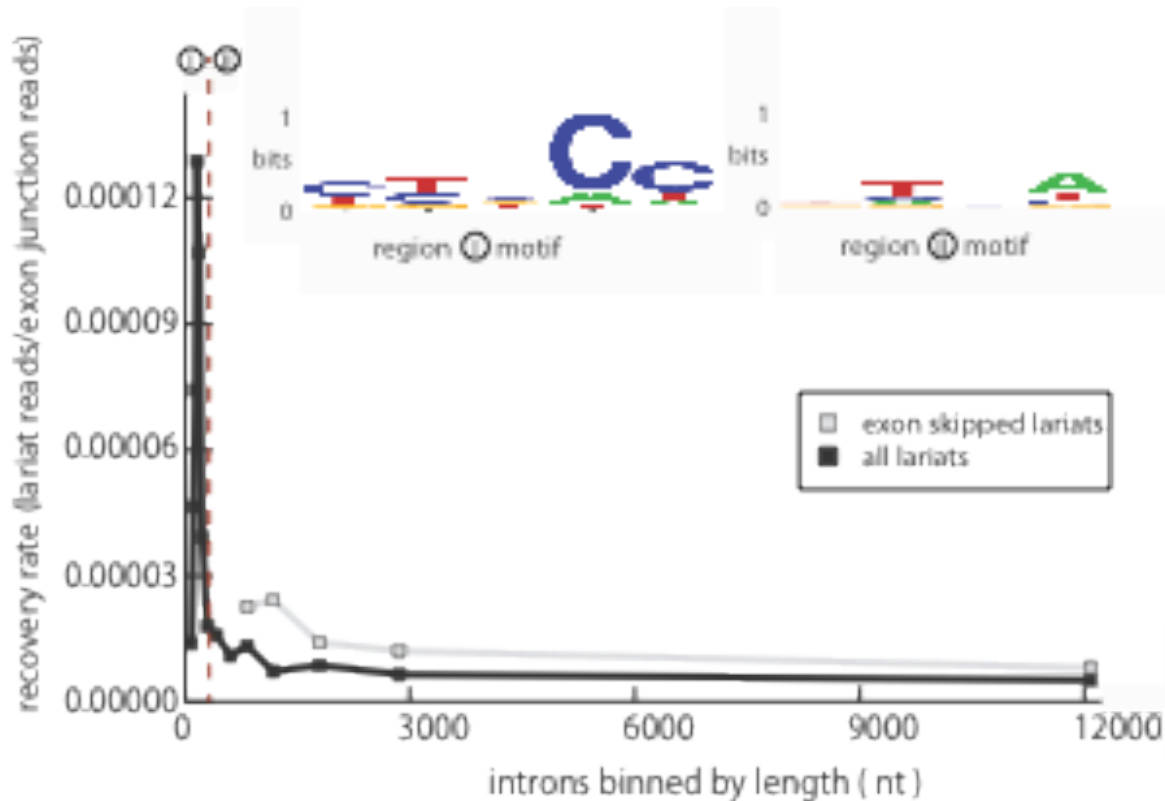 recovery rate (lariat reads/exon junction reads)
1
bits
0
C T C C
region Ⓘ motif
1
bits
0
T A
region Ⓘⓘ motif
0.00012
0.00009
0.00006
0.00003
0.00000
exon skipped lariats
all lariats
0
3000
6000
9000
12000
introns binned by length ( nt )